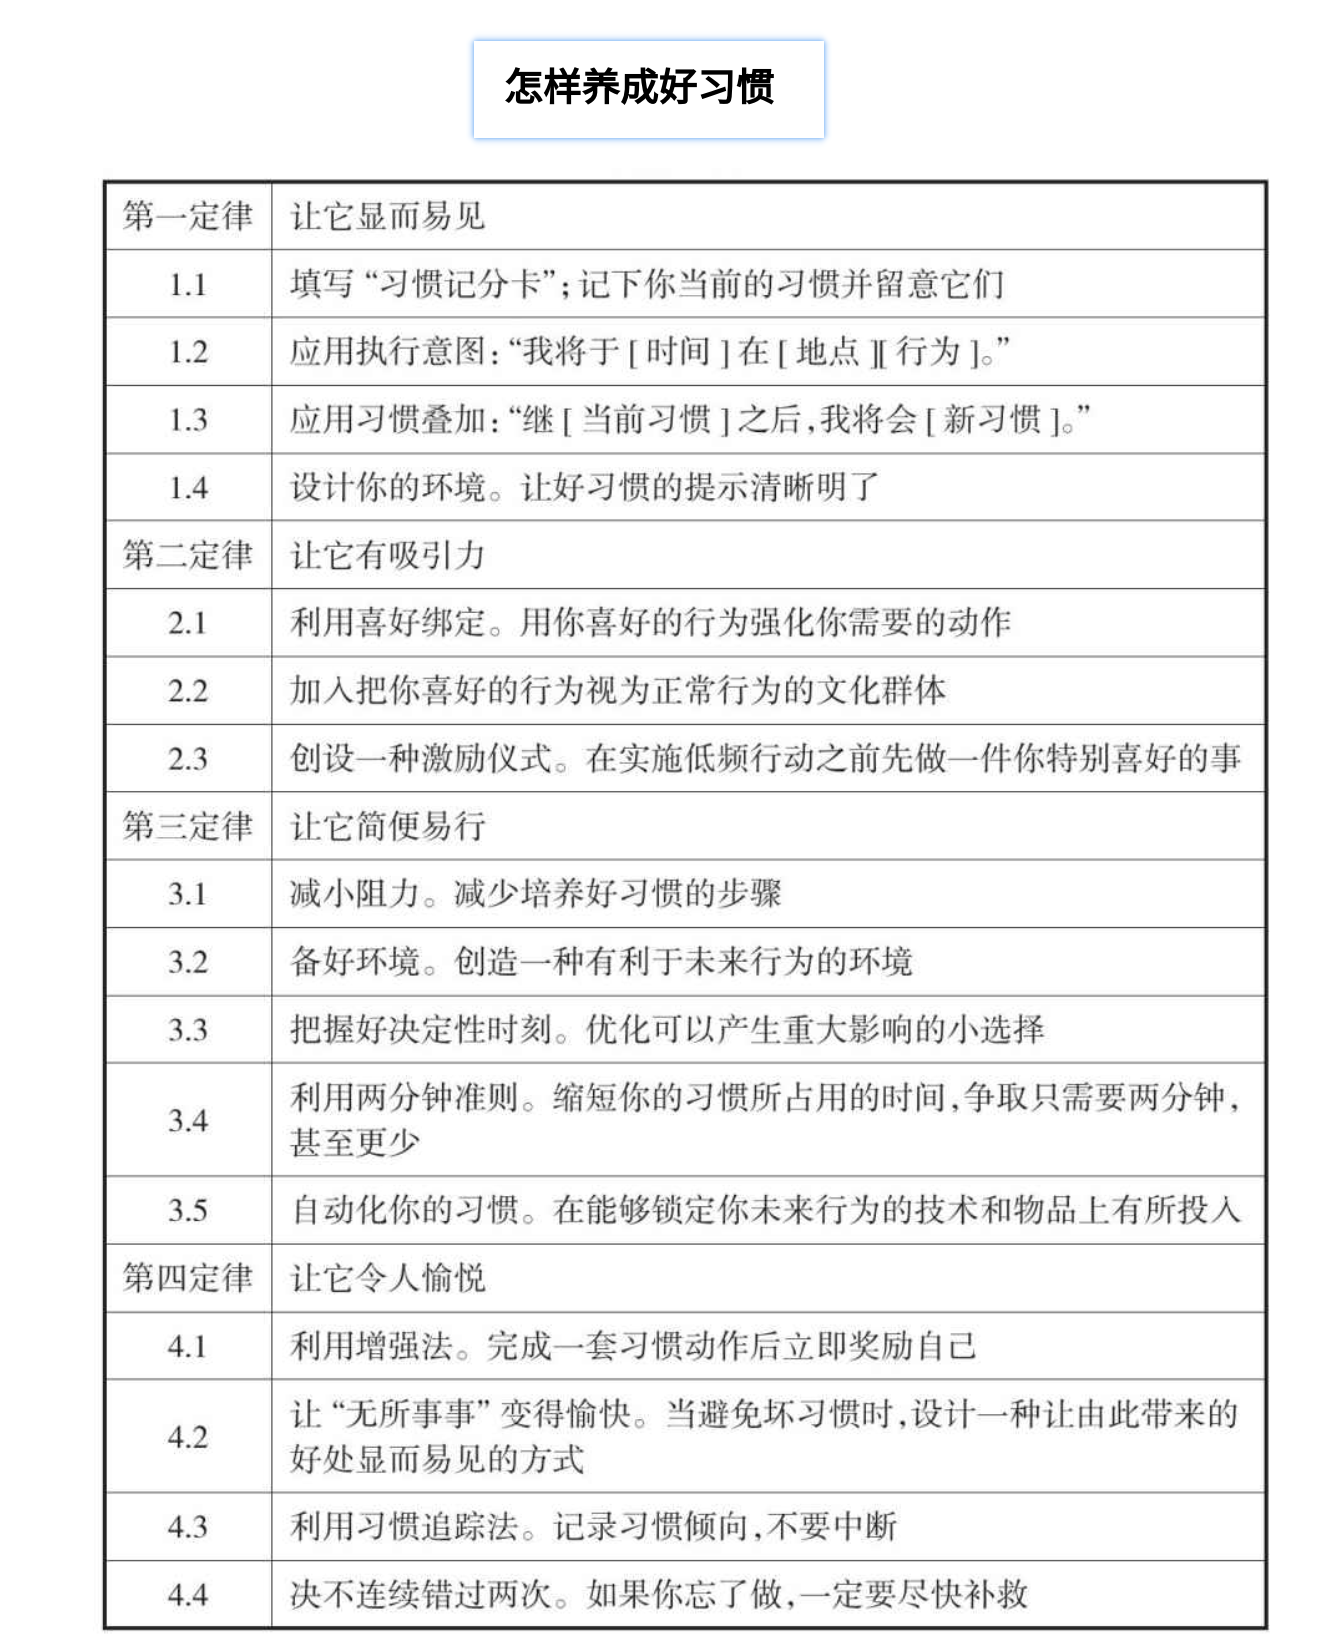 怎样养成好习惯
第一定律 让它显而易见
1.1 填写“习惯记分卡”;记下你当前的习惯并留意它们
1.2 应用执行意图:“我将于[时间]在[地点][行为]。”
1.3 应用习惯叠加:“继[当前习惯]之后,我将会[新习惯]。”
1.4 设计你的环境。让好习惯的提示清晰明了
第二定律 让它有吸引力
2.1 利用喜好绑定。用你喜好的行为强化你需要的动作
2.2 加入把你喜好的行为视为正常行为的文化群体
2.3 创设一种激励仪式。在实施低频行动之前先做一件你特别喜好的事
第三定律 让它简便易行
3.1 减小阻力。减少培养好习惯的步骤
3.2 备好环境。创造一种有利于未来行为的环境
3.3 把握好决定性时刻。优化可以产生重大影响的小选择
3.4 利用两分钟准则。缩短你的习惯所占用的时间,争取只需要两分钟,
甚至更少
3.5 自动化你的习惯。在能够锁定你未来行为的技术和物品上有所投入
第四定律 让它令人愉悦
4.1 利用增强法。完成一套习惯动作后立即奖励自己
4.2 让“无所事事”变得愉快。当避免坏习惯时,设计一种让由此带来的
好处显而易见的方式
4.3 利用习惯追踪法。记录习惯倾向,不要中断
4.4 决不连续错过两次。如果你忘了做,一定要尽快补救